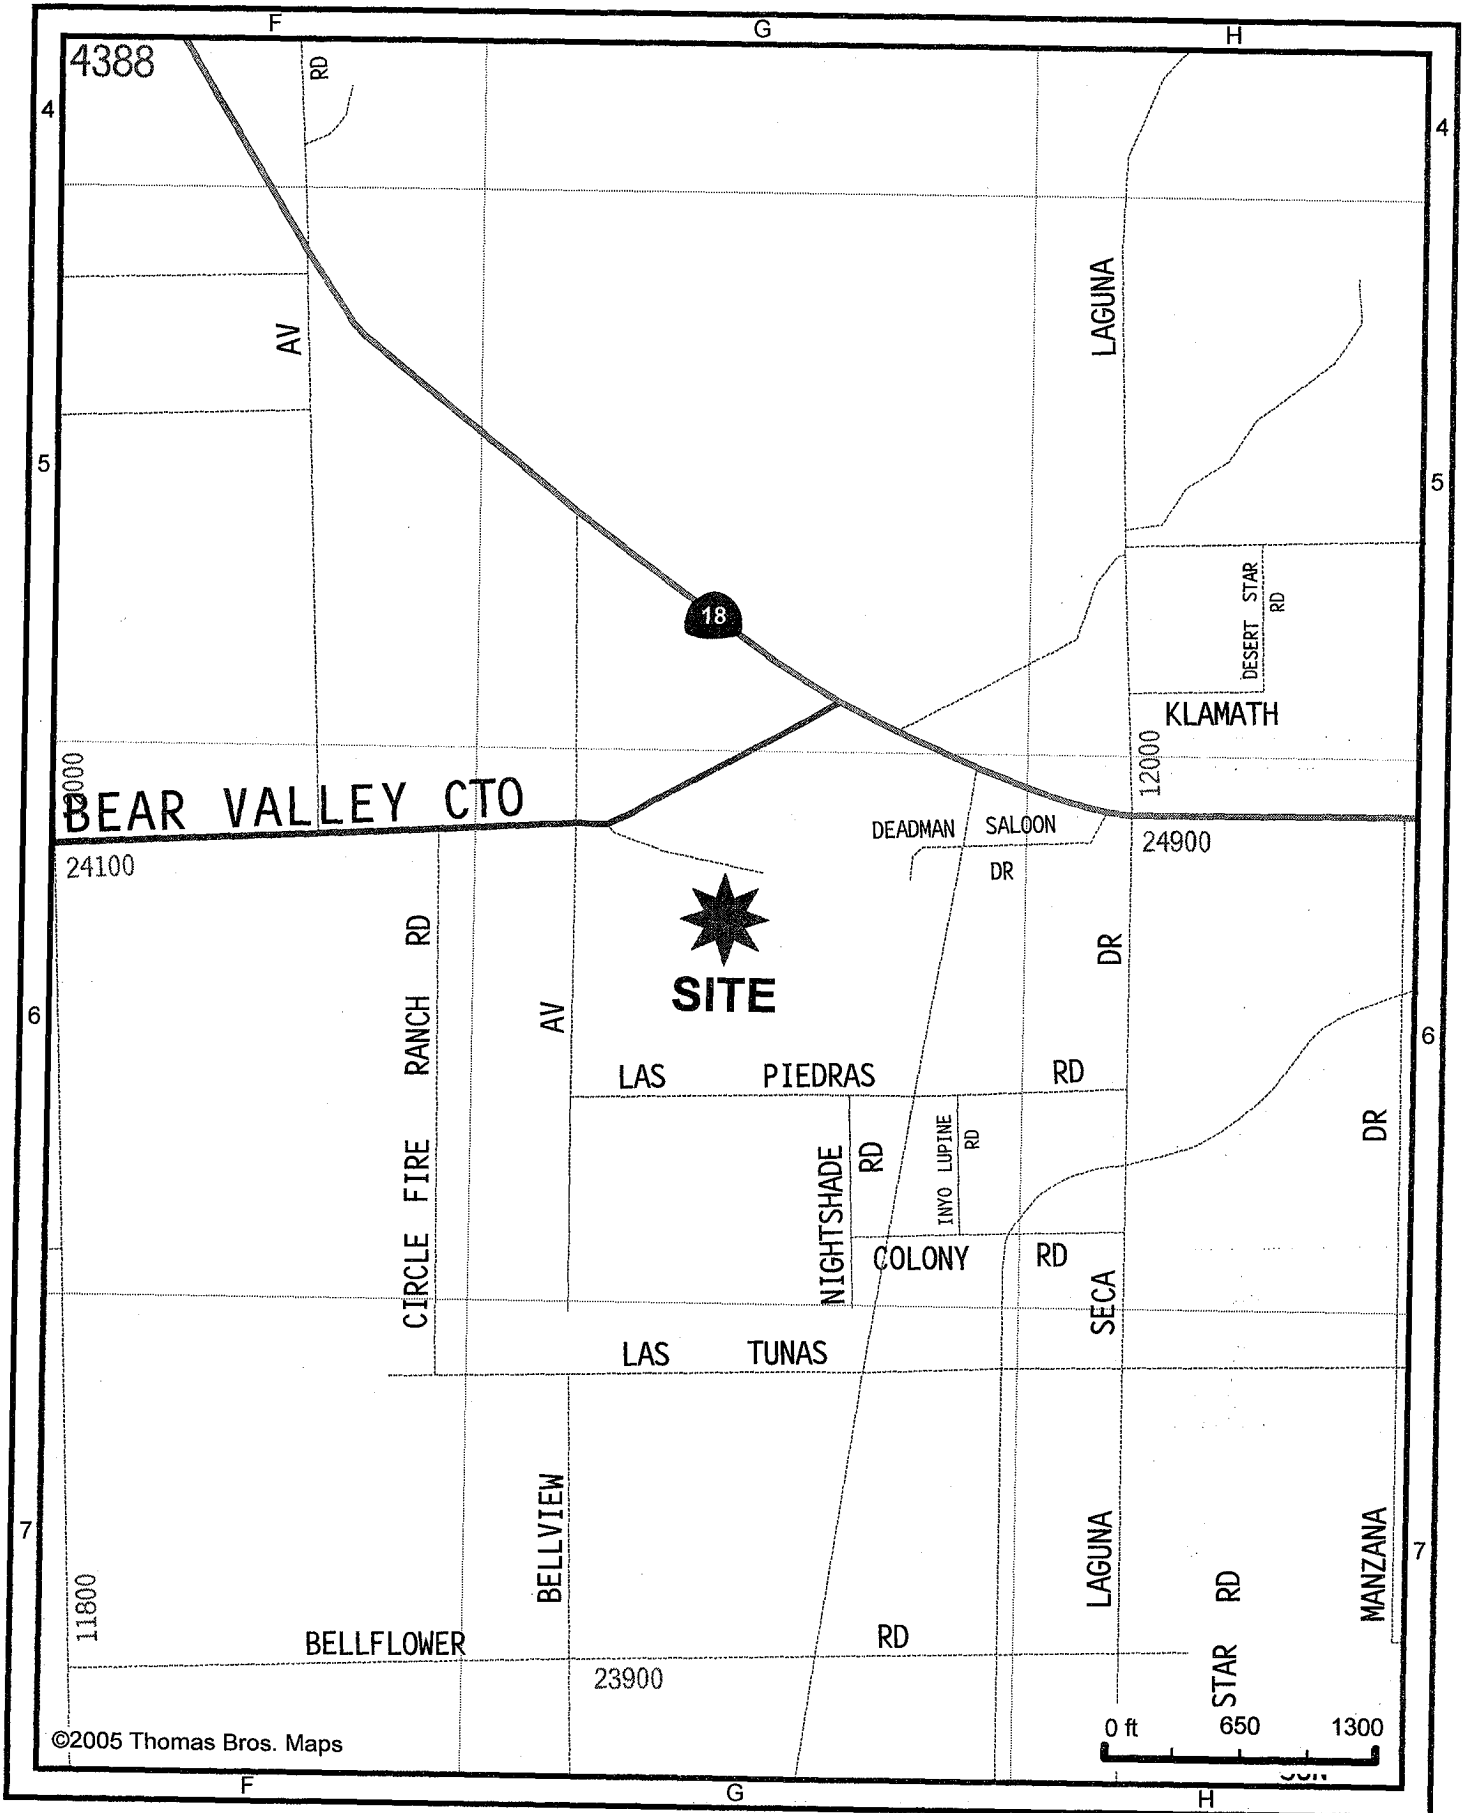 F G H
4388
RD
4 4
LAGUNA
AV
5 5
18
DESERT STAR
RD
KLAMATH
12000
BEAR VALLEY CTO
24100
DEADMAN SALOON
DR
24900
SITE
CIRCLE FIRE RANCH RD
AV
DR
6 6
LAS PIEDRAS RD
NIGHTSHADE
RD
INYO LUPINE
RD
DR
COLONY RD
SECA
LAS TUNAS
BELLVIEW
LAGUNA
STAR RD
MANZANA
7 7
11800
BELLFLOWER RD
23900
0 ft 650 1300
©2005 Thomas Bros. Maps
F G H